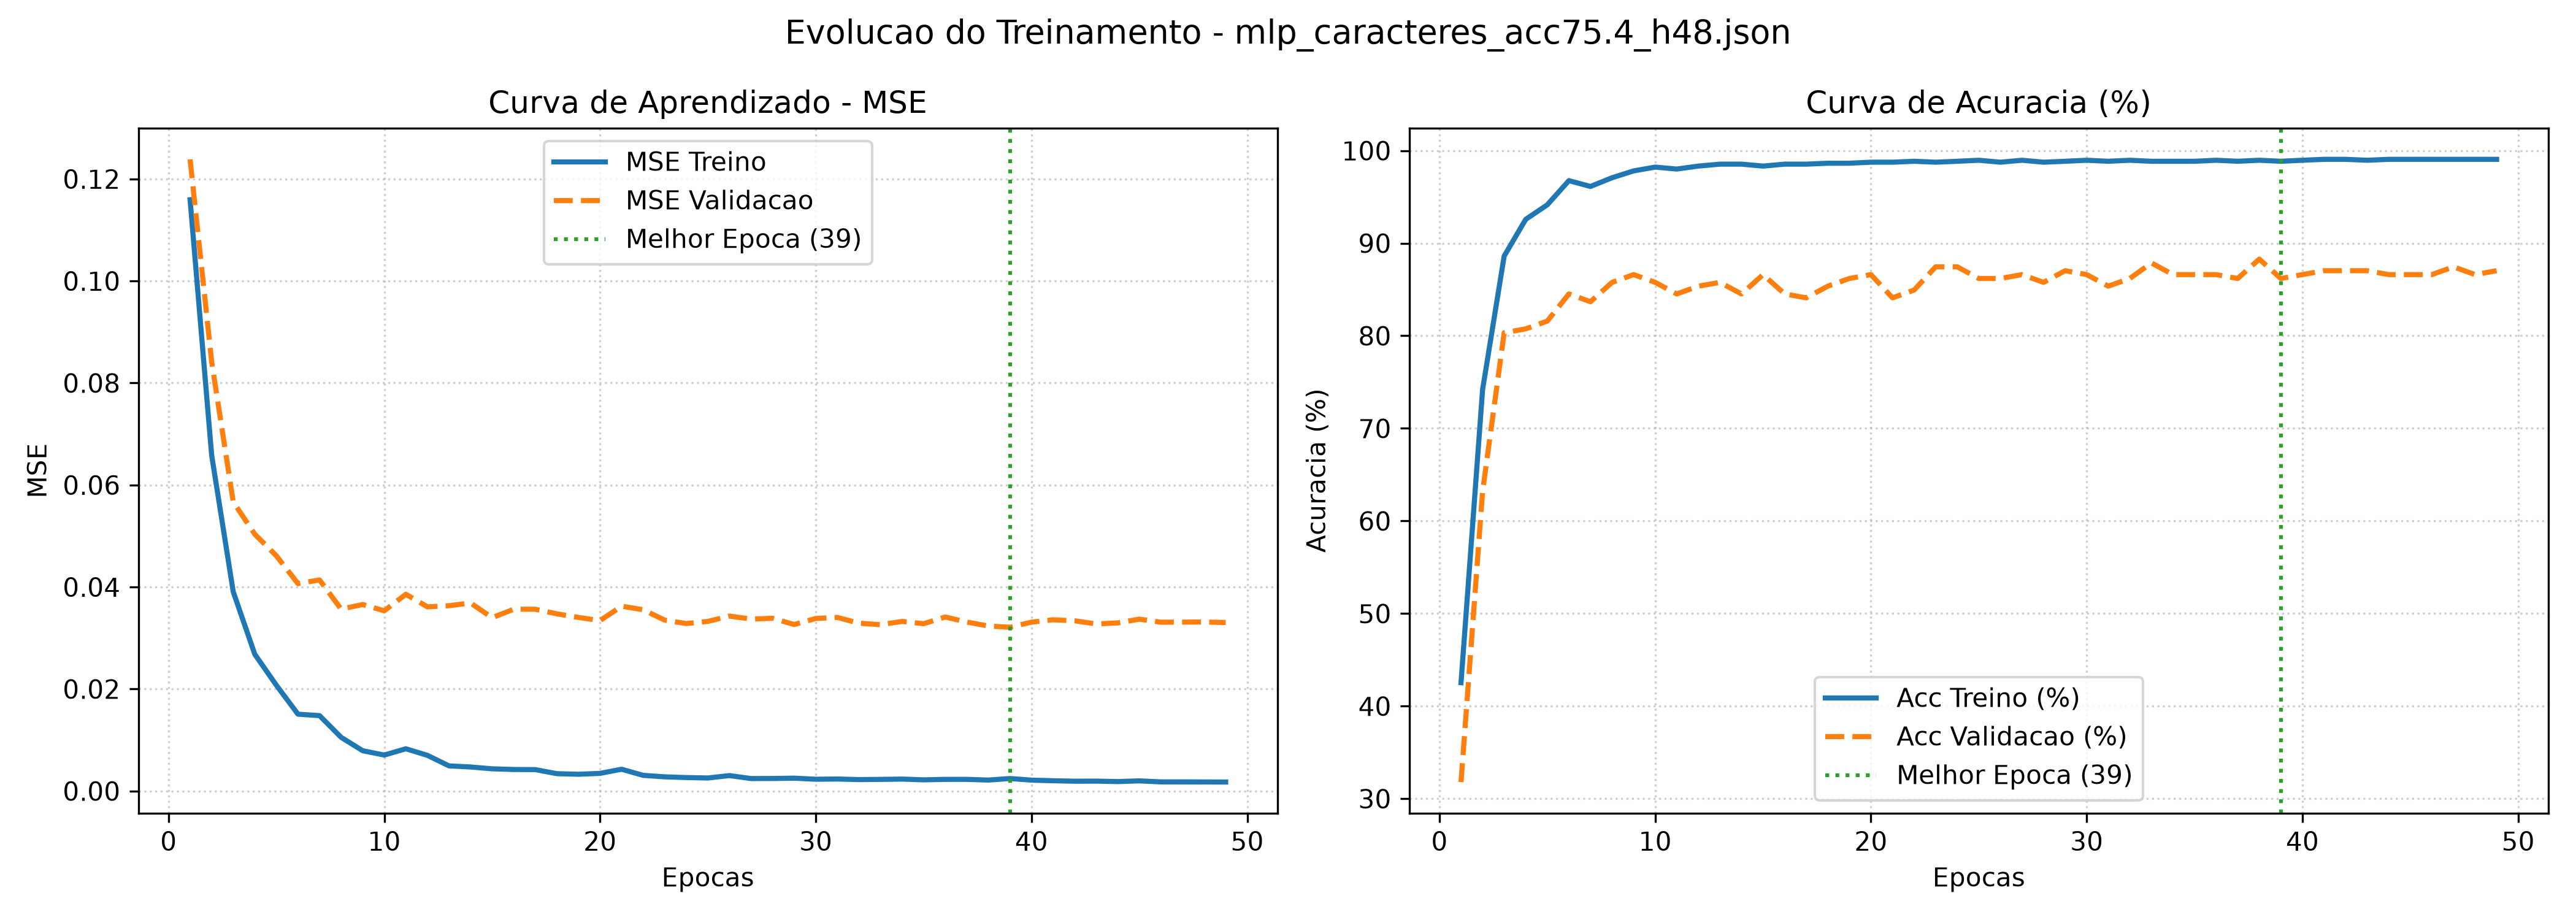 Evolucao do Treinamento - mlp_caracteres_acc75.4_h48.json
Curva de Aprendizado - MSE
MSE
0.12
0.10
0.08
0.06
0.04
0.02
0.00
MSE Treino
MSE Validacao
Melhor Epoca (39)
0 10 20 30 40 50
Epocas
Curva de Acuracia (%)
Acuracia (%)
100
90
80
70
60
50
40
30
Acc Treino (%)
Acc Validacao (%)
Melhor Epoca (39)
0 10 20 30 40 50
Epocas